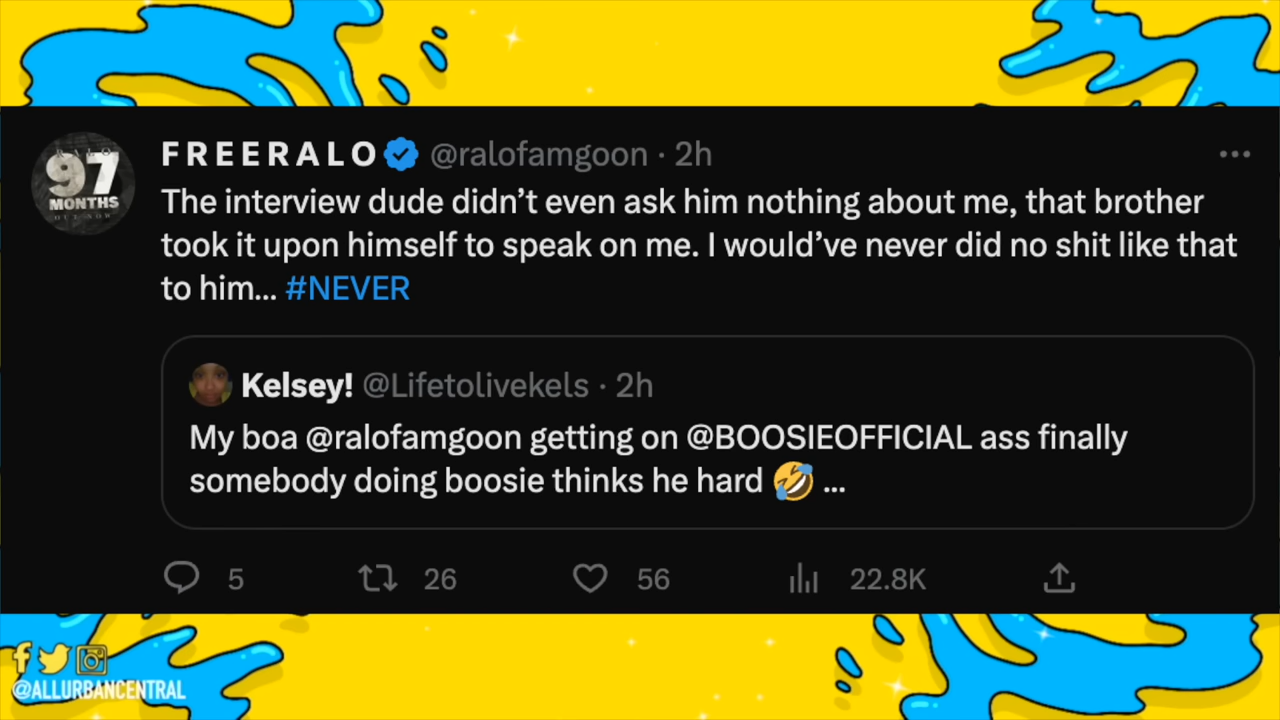 RALO
97
MONTHS
OUT NOW
FREERALO @ralofamgoon · 2h
The interview dude didn’t even ask him nothing about me, that brother
took it upon himself to speak on me. I would’ve never did no shit like that
to him... #NEVER
Kelsey! @Lifetolivekels · 2h
My boa @ralofamgoon getting on @BOOSIEOFFICIAL ass finally
somebody doing boosie thinks he hard 🤣 ...
5 26 56 22.8K
@ALLURBANCENTRAL